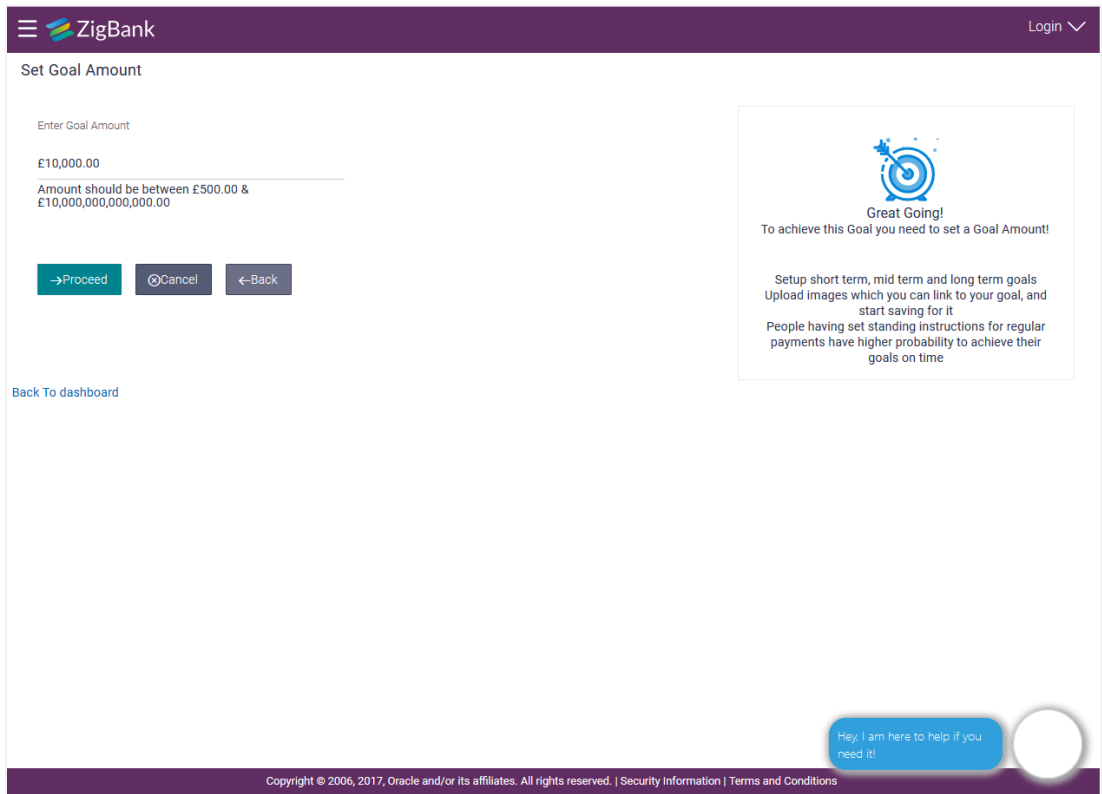 ZigBank
Login
Set Goal Amount
Enter Goal Amount
£10,000.00
Amount should be between £500.00 &
£10,000,000,000,000.00
Proceed
Cancel
Back
Great Going!
To achieve this Goal you need to set a Goal Amount!
Setup short term, mid term and long term goals
Upload images which you can link to your goal, and
start saving for it
People having set standing instructions for regular
payments have higher probability to achieve their
goals on time
Back To dashboard
Hey, I am here to help if you
need it!
Copyright © 2006, 2017, Oracle and/or its affiliates. All rights reserved. | Security Information | Terms and Conditions